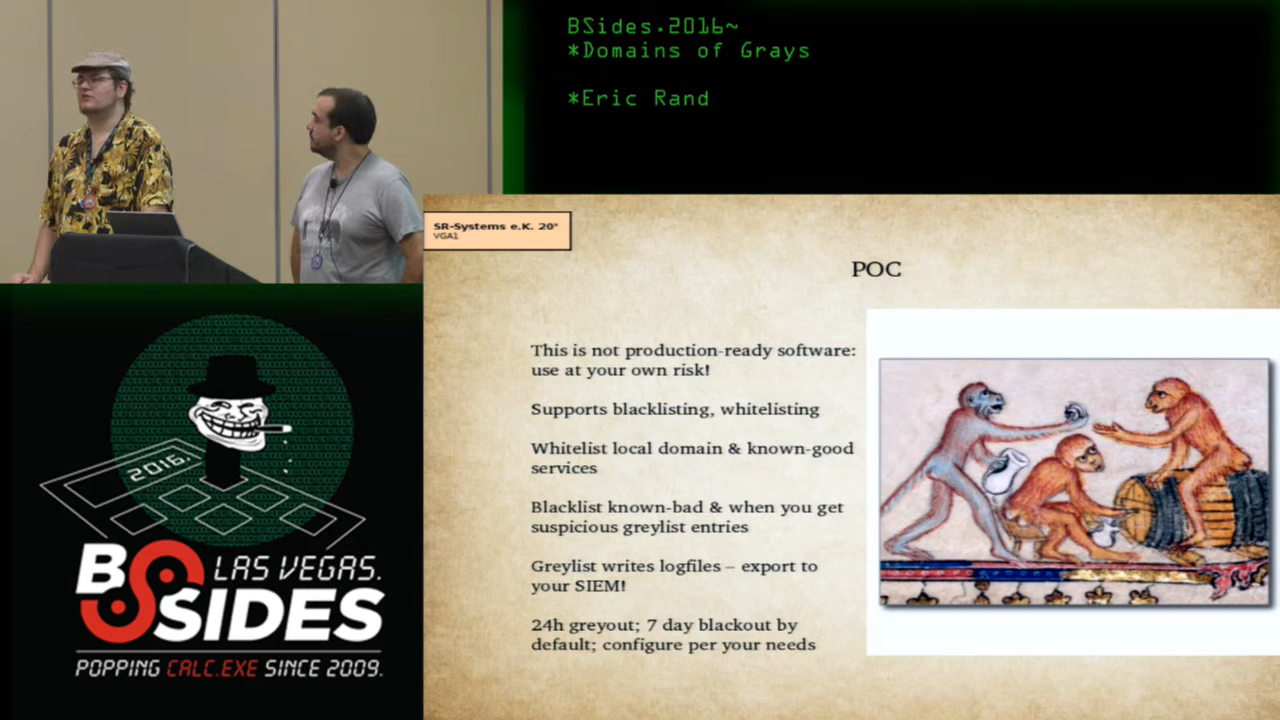 BSides.2016~
*Domains of Grays
*Eric Rand
SR-Systems e.K. 20"
VGA1
POC
This is not production-ready software:
use at your own risk!
Supports blacklisting, whitelisting
Whitelist local domain & known-good
services
Blacklist known-bad & when you get
suspicious greylist entries
Greylist writes logfiles – export to
your SIEM!
24h greyout; 7 day blackout by
default; configure per your needs
2016.
BSIDES
LAS VEGAS.
POPPING CALC.EXE SINCE 2009.